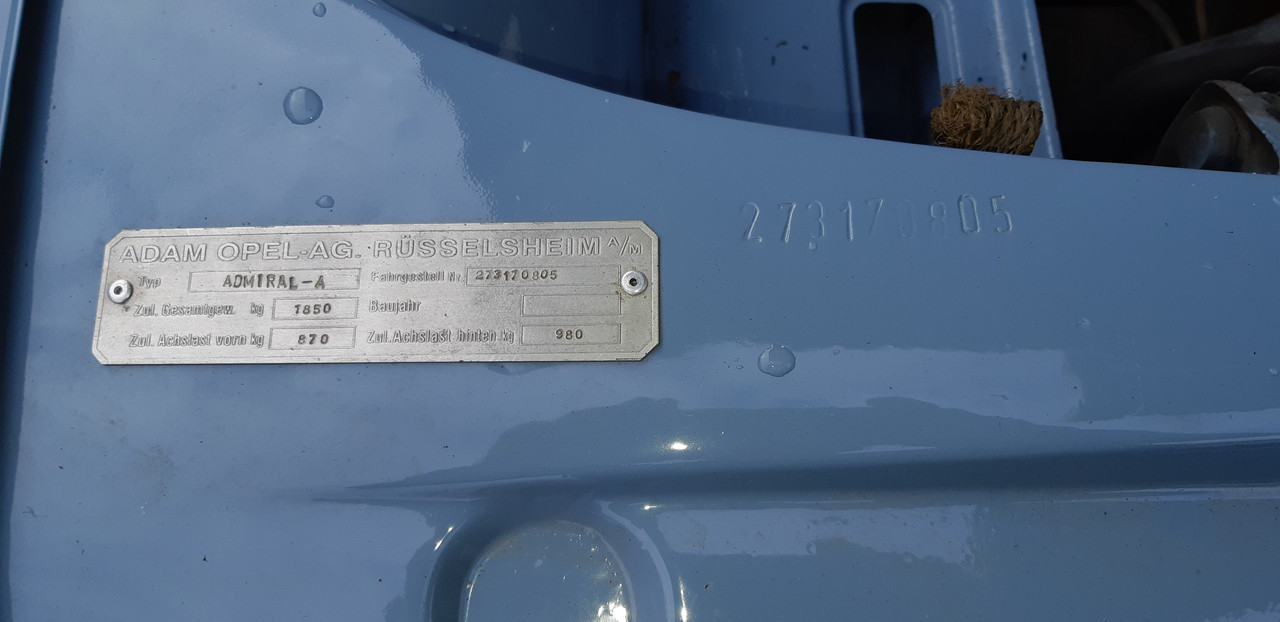 ADAM OPEL-AG. RÜSSELSHEIM A/M
Typ ADMIRAL-A Fahrgestell Nr. 273170805
Zul. Gesamtgew. kg 1850 Baujahr
Zul. Achslast vorn kg 870 Zul. Achslast hinten kg 980
273170805